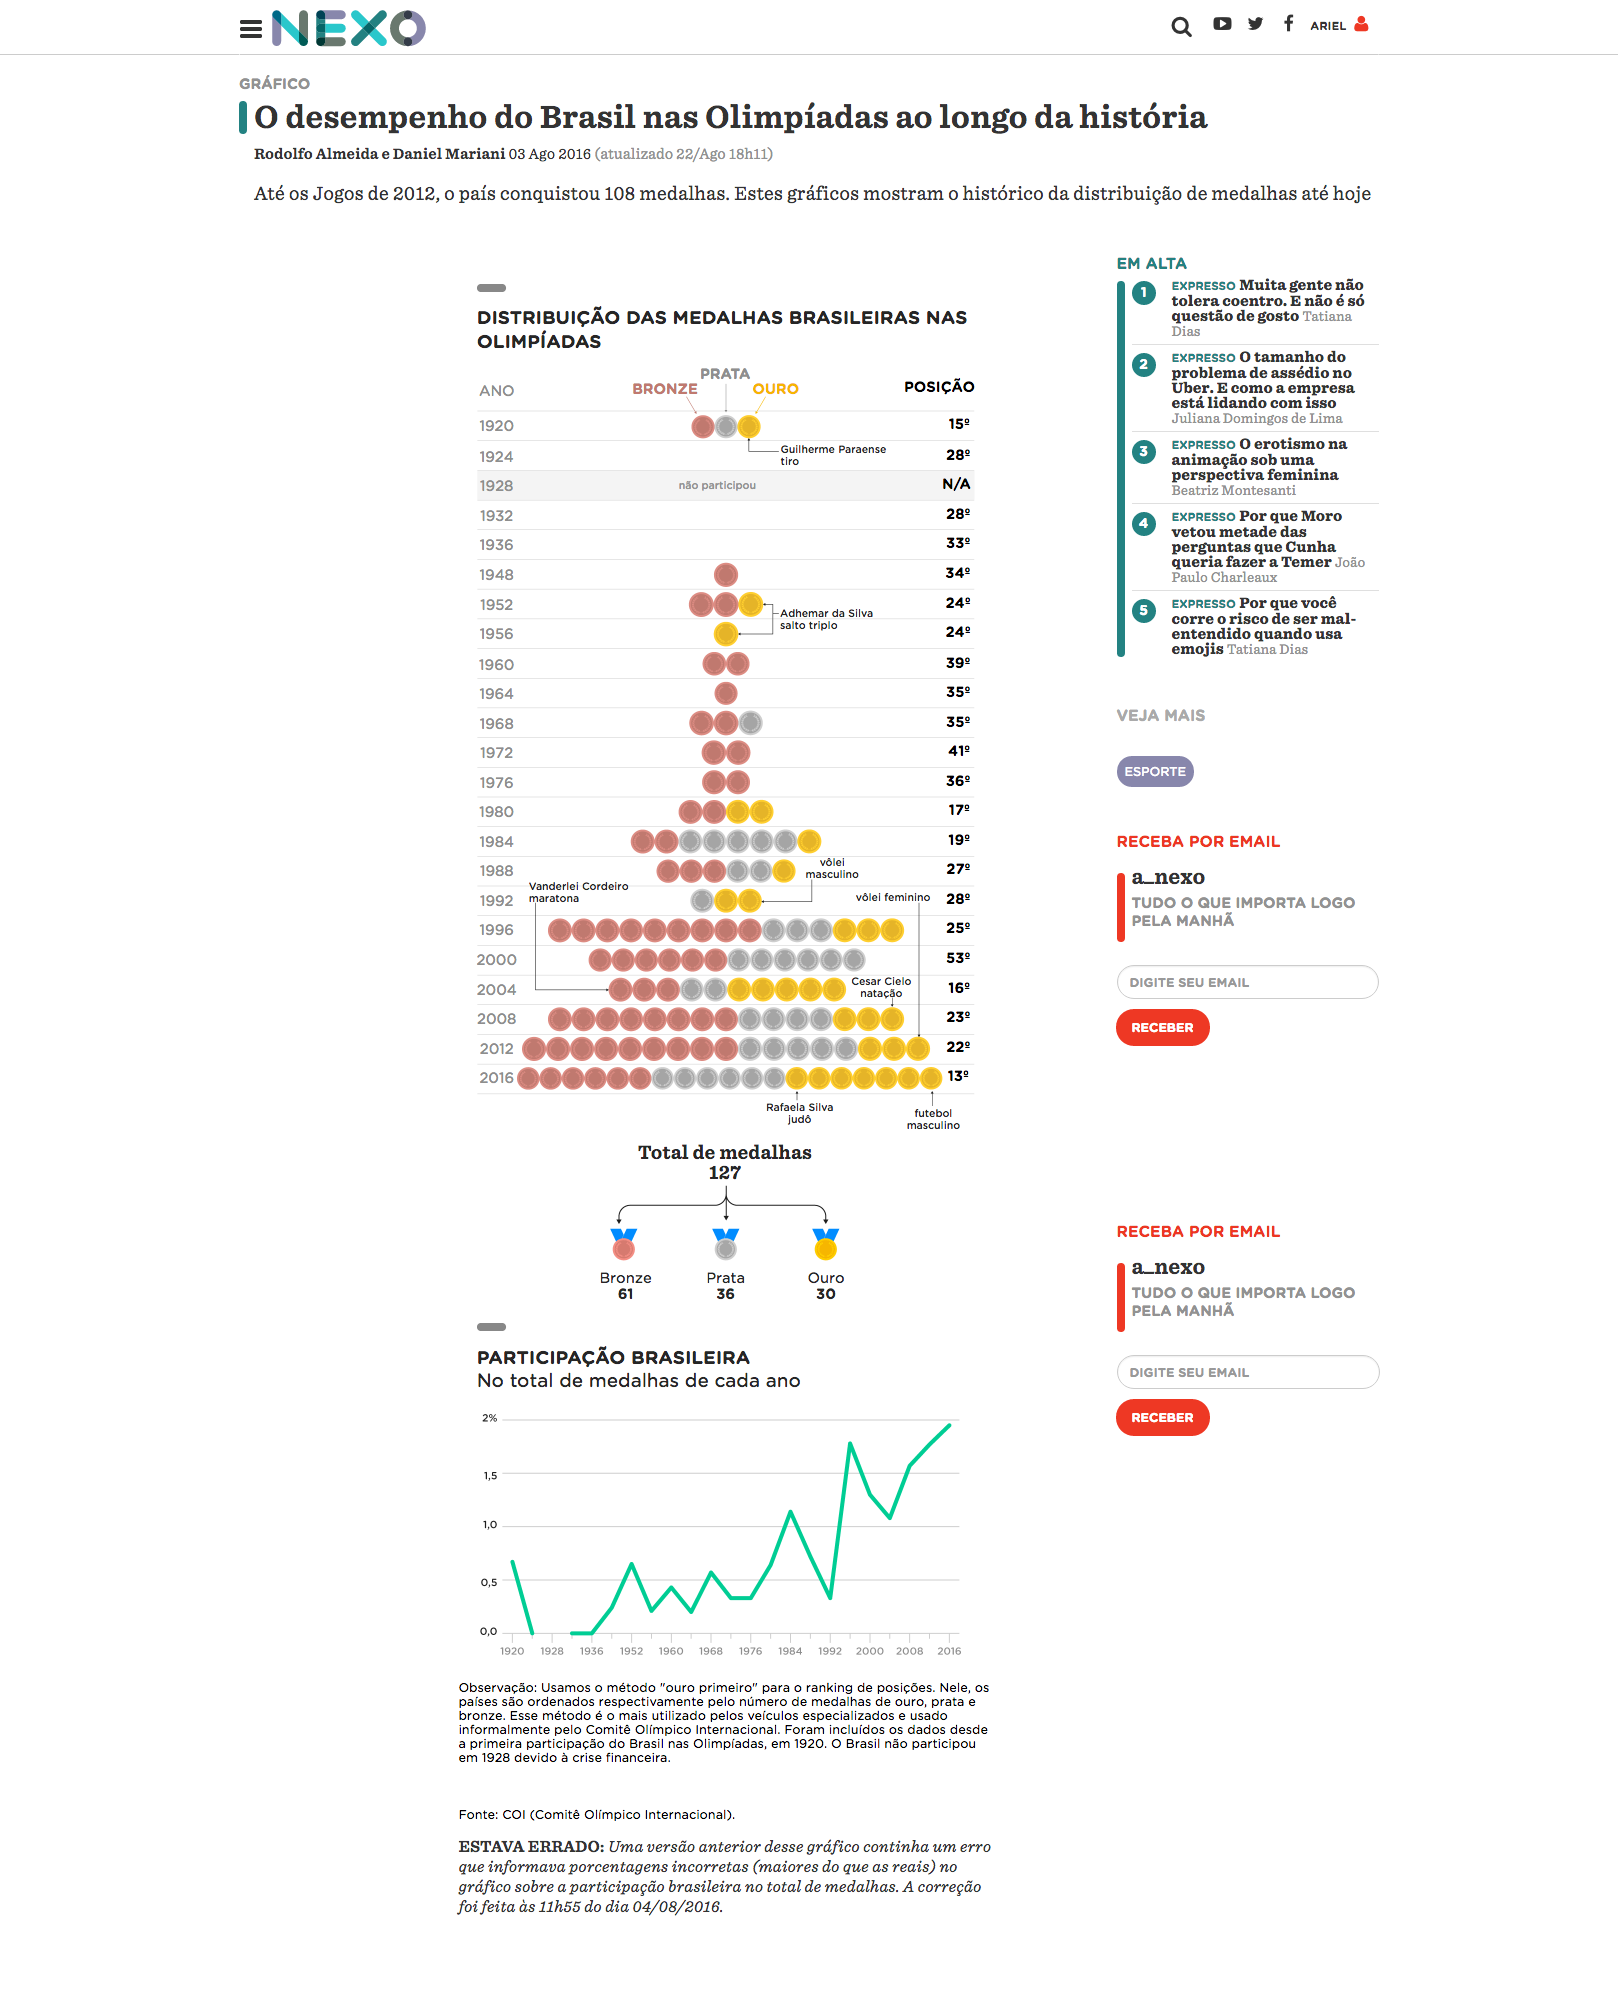 NEXO
ARIEL
GRÁFICO
O desempenho do Brasil nas Olimpíadas ao longo da história
Rodolfo Almeida e Daniel Mariani 03 Ago 2016 (atualizado 22/Ago 18h11)
Até os Jogos de 2012, o país conquistou 108 medalhas. Estes gráficos mostram o histórico da distribuição de medalhas até hoje
DISTRIBUIÇÃO DAS MEDALHAS BRASILEIRAS NAS
OLIMPÍADAS
PRATA
ANO BRONZE OURO POSIÇÃO
1920 15º
Guilherme Paraense
tiro
1924 28º
1928 não participou N/A
1932 28º
1936 33º
1948 34º
1952 24º
Adhemar da Silva
salto triplo
1956 24º
1960 39º
1964 35º
1968 35º
1972 41º
1976 36º
1980 17º
1984 19º
1988 27º
vôlei
masculino
Vanderlei Cordeiro
maratona
1992 vôlei feminino 28º
1996 25º
2000 53º
2004 16º
Cesar Cielo
natação
2008 23º
2012 22º
2016 13º
Rafaela Silva
judô
futebol
masculino
Total de medalhas
127
Bronze Prata Ouro
61 36 30
PARTICIPAÇÃO BRASILEIRA
No total de medalhas de cada ano
2%
1,5
1,0
0,5
0,0
1920 1928 1936 1952 1960 1968 1976 1984 1992 2000 2008 2016
Observação: Usamos o método "ouro primeiro" para o ranking de posições. Nele, os
países são ordenados respectivamente pelo número de medalhas de ouro, prata e
bronze. Esse método é o mais utilizado pelos veículos especializados e usado
informalmente pelo Comitê Olímpico Internacional. Foram incluídos os dados desde
a primeira participação do Brasil nas Olimpíadas, em 1920. O Brasil não participou
em 1928 devido à crise financeira.
Fonte: COI (Comitê Olímpico Internacional).
ESTAVA ERRADO: Uma versão anterior desse gráfico continha um erro
que informava porcentagens incorretas (maiores do que as reais) no
gráfico sobre a participação brasileira no total de medalhas. A correção
foi feita às 11h55 do dia 04/08/2016.
EM ALTA
1 EXPRESSO Muita gente não
tolera coentro. E não é só
questão de gosto Tatiana
Dias
2 EXPRESSO O tamanho do
problema de assédio no
Uber. E como a empresa
está lidando com isso
Juliana Domingos de Lima
3 EXPRESSO O erotismo na
animação sob uma
perspectiva feminina
Beatriz Montesanti
4 EXPRESSO Por que Moro
vetou metade das
perguntas que Cunha
queria fazer a Temer João
Paulo Charleaux
5 EXPRESSO Por que você
corre o risco de ser mal-
entendido quando usa
emojis Tatiana Dias
VEJA MAIS
ESPORTE
RECEBA POR EMAIL
a_nexo
TUDO O QUE IMPORTA LOGO
PELA MANHÃ
DIGITE SEU EMAIL
RECEBER
RECEBA POR EMAIL
a_nexo
TUDO O QUE IMPORTA LOGO
PELA MANHÃ
DIGITE SEU EMAIL
RECEBER